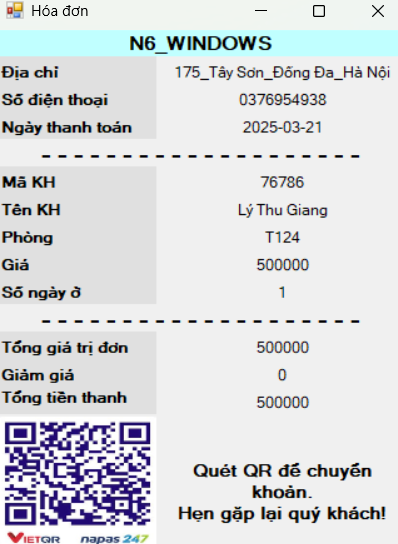 Hóa đơn
N6_WINDOWS
Địa chỉ 175_Tây Sơn_Đống Đa_Hà Nội
Số điện thoại 0376954938
Ngày thanh toán 2025-03-21
- - - - - - - - - - - - - - - - - - - - -
Mã KH 76786
Tên KH Lý Thu Giang
Phòng T124
Giá 500000
Số ngày ở 1
- - - - - - - - - - - - - - - - - - - - -
Tổng giá trị đơn 500000
Giảm giá 0
Tổng tiền thanh 500000
Quét QR để chuyển
khoản.
Hẹn gặp lại quý khách!
VIETQR napas 247